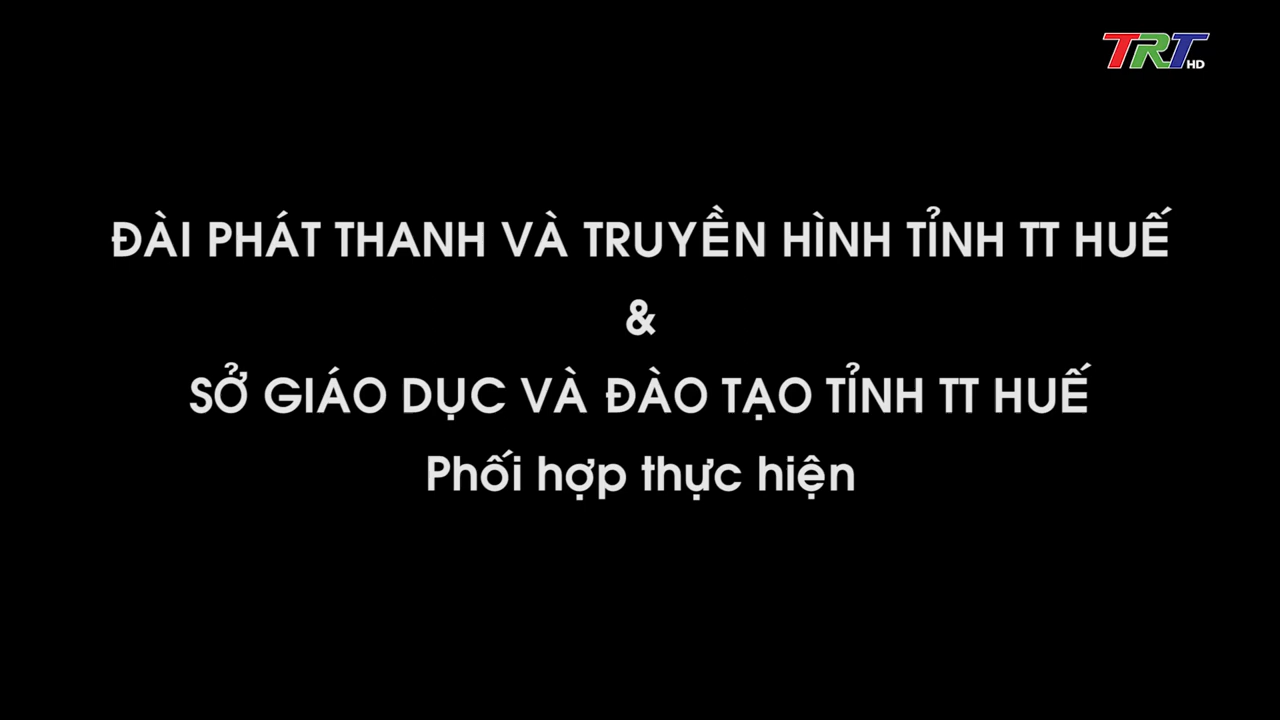 TRT HD
ĐÀI PHÁT THANH VÀ TRUYỀN HÌNH TỈNH TT HUẾ
&
SỞ GIÁO DỤC VÀ ĐÀO TẠO TỈNH TT HUẾ
Phối hợp thực hiện